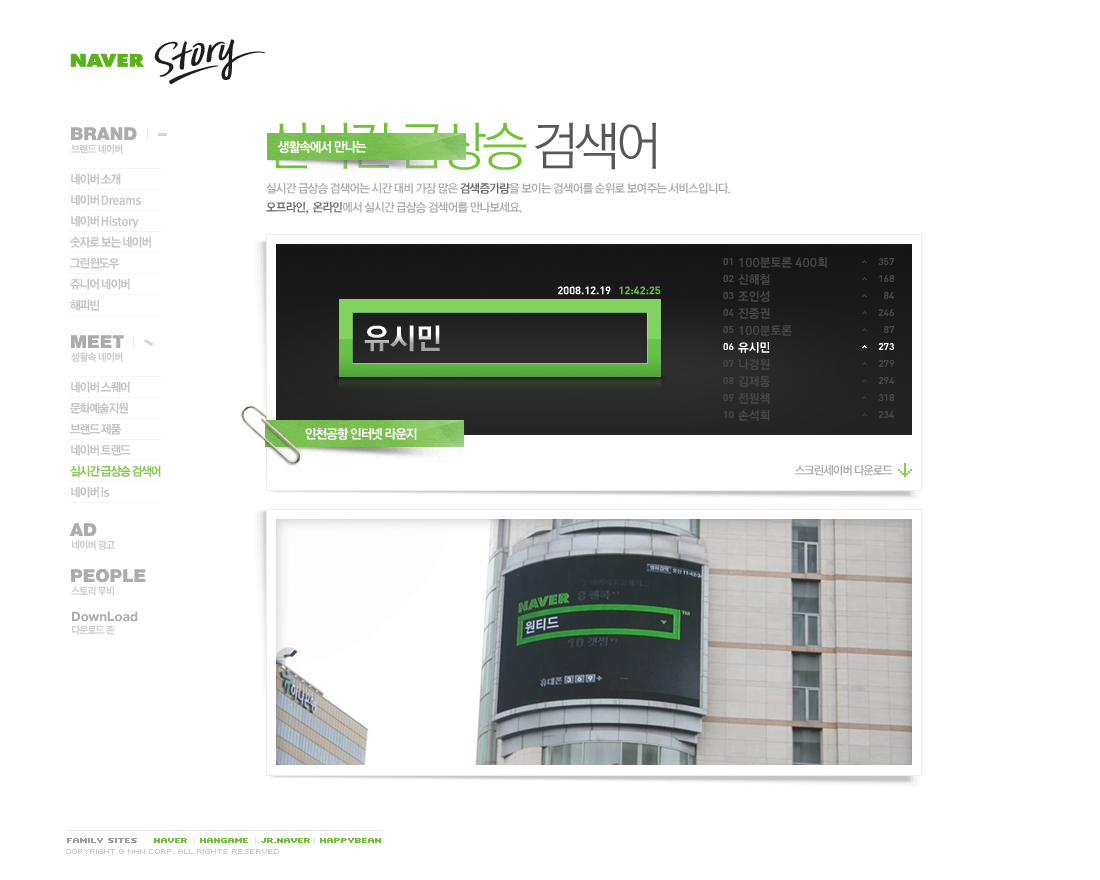 NAVER Story
BRAND
브랜드 네이버
네이버 소개
네이버 Dreams
네이버 History
숫자로 보는 네이버
그린윈도우
쥬니어 네이버
해피빈
MEET
생활속 네이버
네이버 스퀘어
문화예술지원
브랜드 제품
네이버 트랜드
실시간 급상승 검색어
네이버 is
AD
네이버 광고
PEOPLE
스토리 무비
DownLoad
다운로드 존
생활속에서 만나는
실시간 급상승 검색어
실시간 급상승 검색어는 시간 대비 가장 많은 검색증가량을 보이는 검색어를 순위로 보여주는 서비스입니다.
오프라인, 온라인에서 실시간 급상승 검색어를 만나보세요.
2008.12.19 12:42:25
유시민
01 100분토론 400회 357
02 신해철 168
03 조인성 84
04 진중권 246
05 100분토론 87
06 유시민 273
07 나경원 279
08 김제동 294
09 전원책 318
10 손석희 234
인천공항 인터넷 라운지
스크린세이버 다운로드
NAVER
원티드
TM
휴대폰 369+
하나은행
FAMILY SITES NAVER HANGAME JR.NAVER HAPPYBEAN
COPYRIGHT © NHN CORP. ALL RIGHTS RESERVED